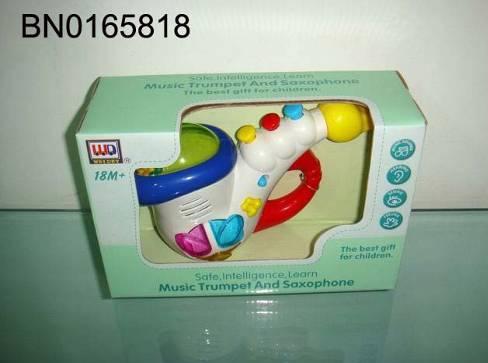 BN0165818
Safe,Intelligence,Learn
Music Trumpet And Saxophone
The best gift for children.
WD
®
18M+
The best gift
for children.
Safe,Intelligence,Learn
Music Trumpet And Saxophone